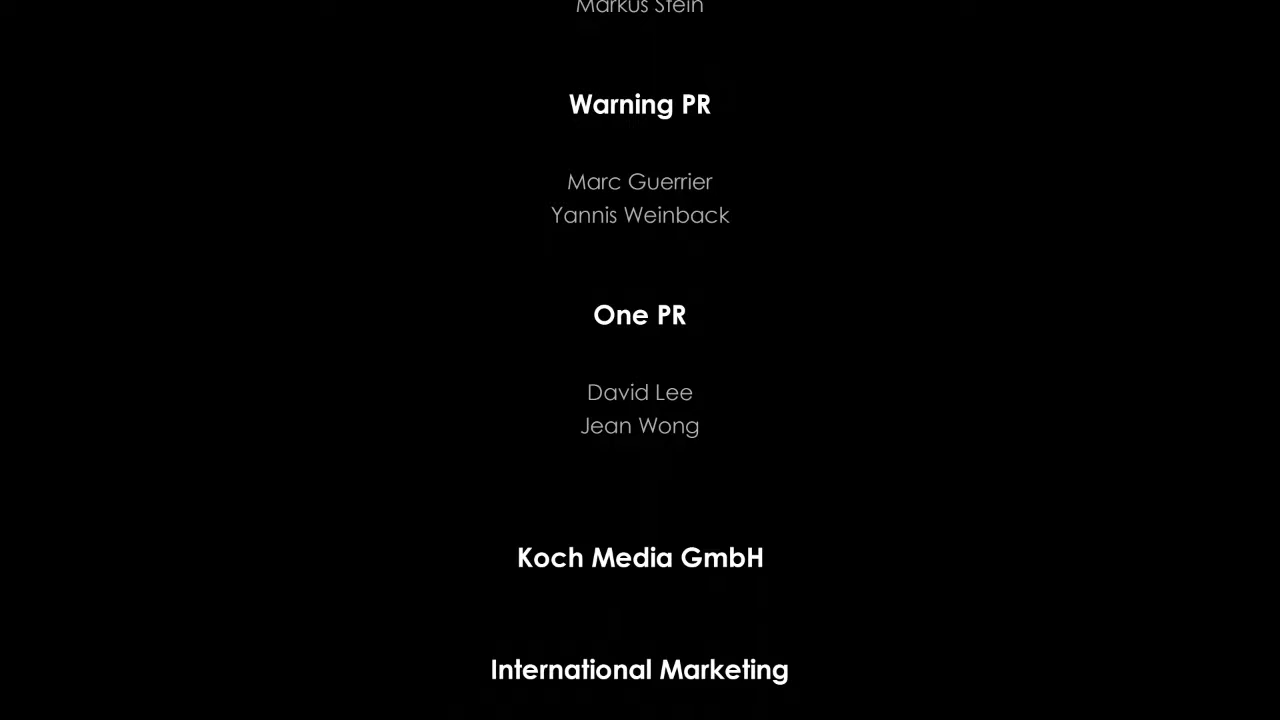 Markus Stein
Warning PR
Marc Guerrier
Yannis Weinback
One PR
David Lee
Jean Wong
Koch Media GmbH
International Marketing